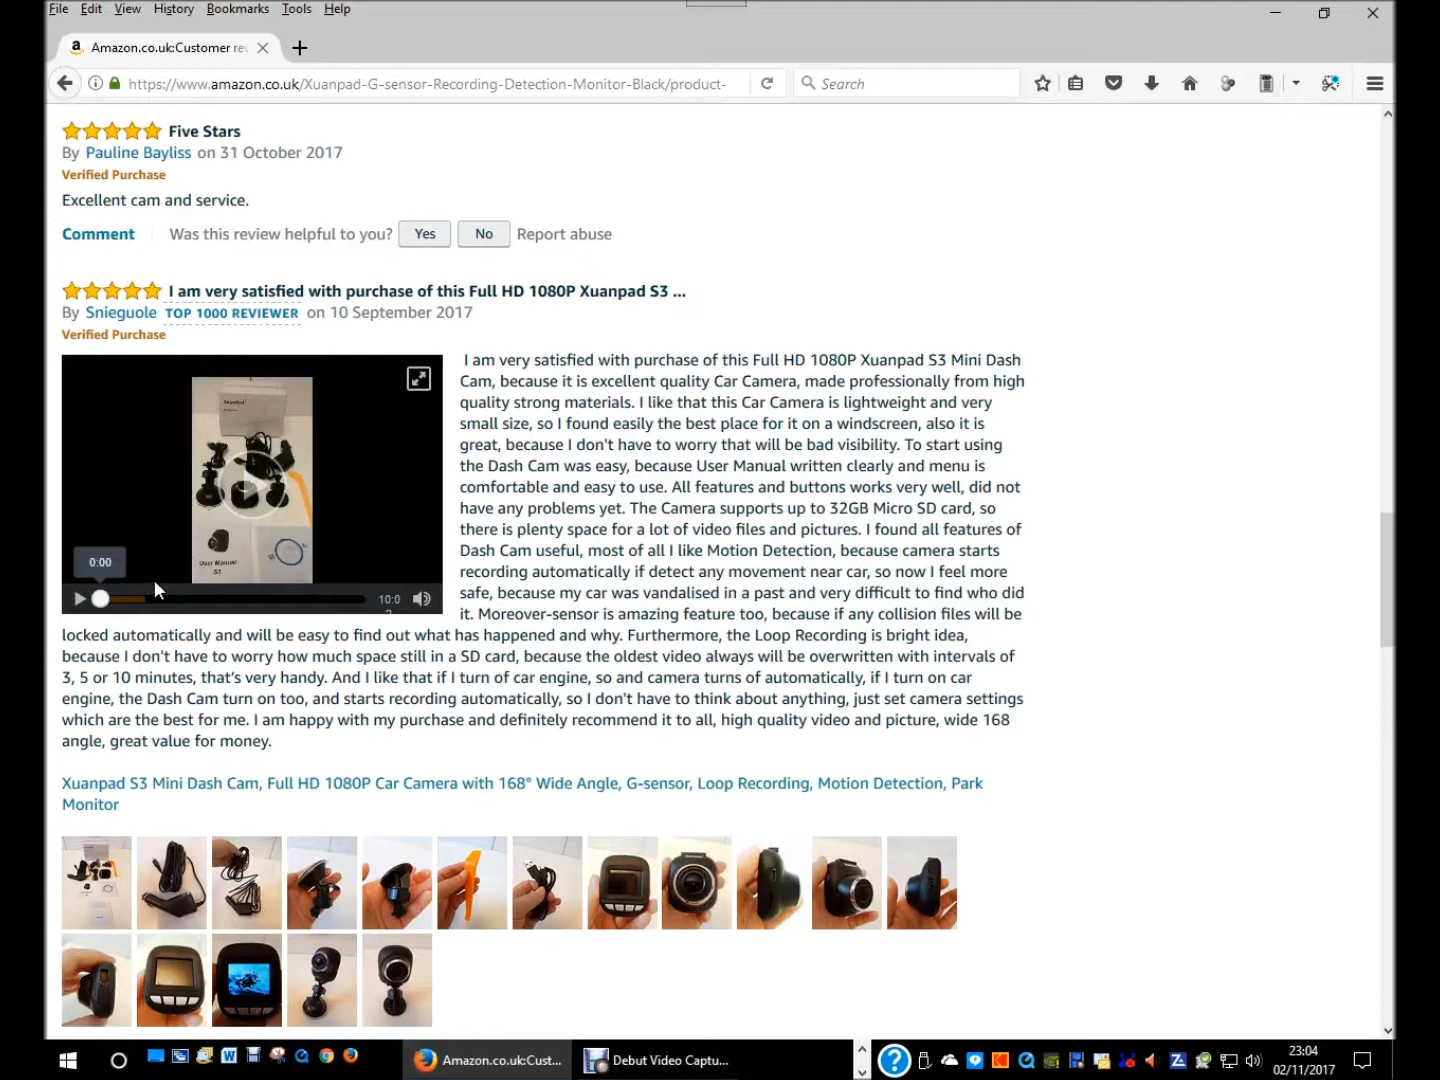 File Edit View History Bookmarks Tools Help
Amazon.co.uk:Customer re
https://www.amazon.co.uk/Xuanpad-G-sensor-Recording-Detection-Monitor-Black/product-
Search
Five Stars
By Pauline Bayliss on 31 October 2017
Verified Purchase
Excellent cam and service.
Comment Was this review helpful to you? Yes No Report abuse
I am very satisfied with purchase of this Full HD 1080P Xuanpad S3 ...
By Snieguole TOP 1000 REVIEWER on 10 September 2017
Verified Purchase
User Manual
S3
0:00
10:0
I am very satisfied with purchase of this Full HD 1080P Xuanpad S3 Mini Dash
Cam, because it is excellent quality Car Camera, made professionally from high
quality strong materials. I like that this Car Camera is lightweight and very
small size, so I found easily the best place for it on a windscreen, also it is
great, because I don't have to worry that will be bad visibility. To start using
the Dash Cam was easy, because User Manual written clearly and menu is
comfortable and easy to use. All features and buttons works very well, did not
have any problems yet. The Camera supports up to 32GB Micro SD card, so
there is plenty space for a lot of video files and pictures. I found all features of
Dash Cam useful, most of all I like Motion Detection, because camera starts
recording automatically if detect any movement near car, so now I feel more
safe, because my car was vandalised in a past and very difficult to find who did
it. Moreover-sensor is amazing feature too, because if any collision files will be
locked automatically and will be easy to find out what has happened and why. Furthermore, the Loop Recording is bright idea,
because I don't have to worry how much space still in a SD card, because the oldest video always will be overwritten with intervals of
3, 5 or 10 minutes, that's very handy. And I like that if I turn of car engine, so and camera turns of automatically, if I turn on car
engine, the Dash Cam turn on too, and starts recording automatically, so I don't have to think about anything, just set camera settings
which are the best for me. I am happy with my purchase and definitely recommend it to all, high quality video and picture, wide 168
angle, great value for money.
Xuanpad S3 Mini Dash Cam, Full HD 1080P Car Camera with 168° Wide Angle, G-sensor, Loop Recording, Motion Detection, Park
Monitor
Amazon.co.uk:Cust...
Debut Video Captu...
23:04
02/11/2017